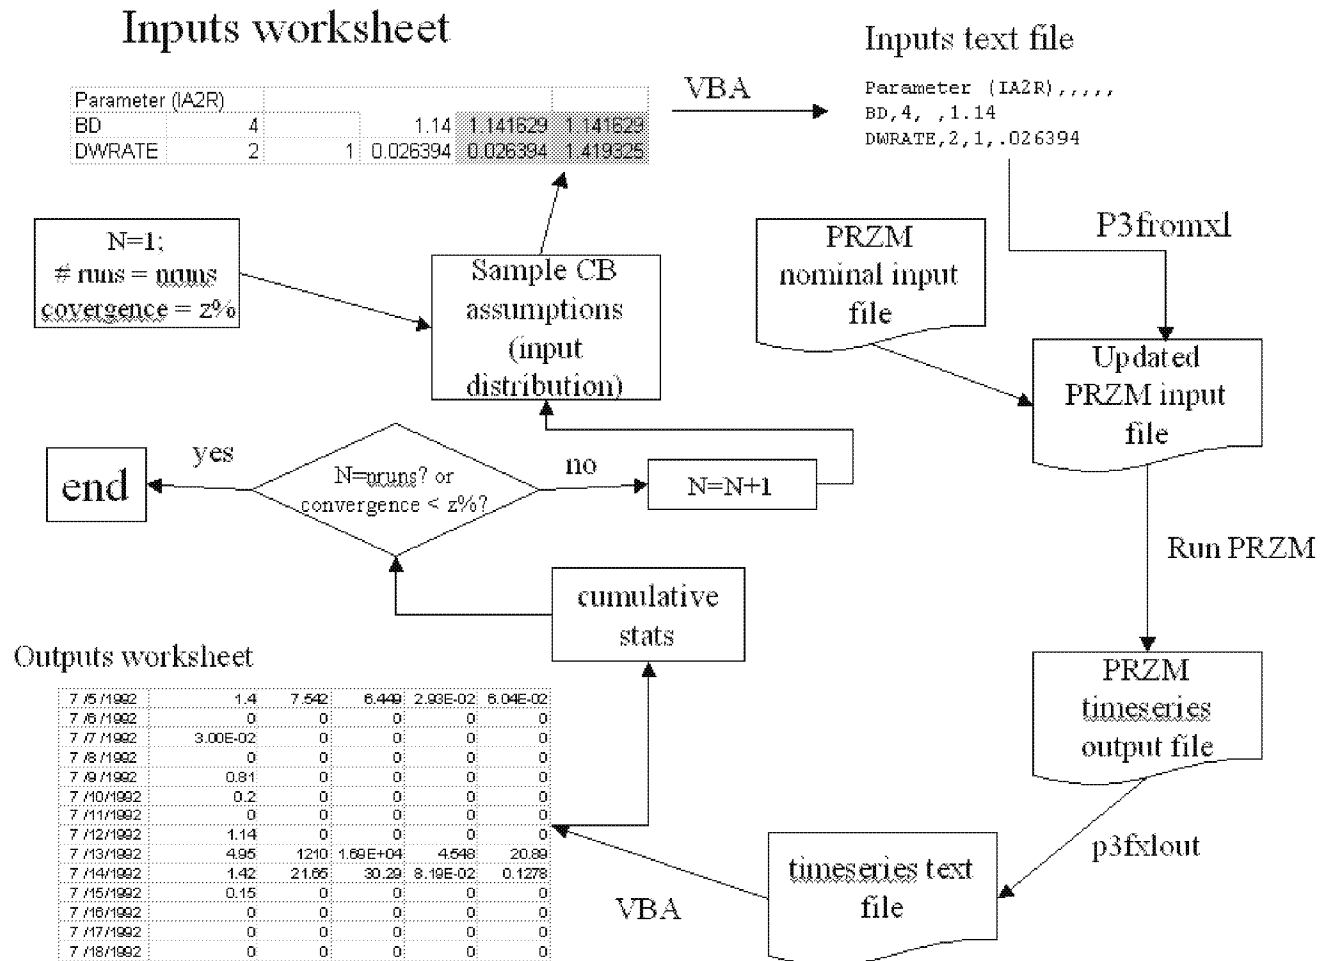 Inputs worksheet
Inputs text file
Parameter (IA2R)
BD 4 1.14 1.141629 1.141629
DWRATE 2 1 0.026394 0.026394 1.419325
VBA
Parameter (IA2R),,,,,
BD,4, ,1.14
DWRATE,2,1,.026394
N=1;
# runs = nruns
covergence = z%
Sample CB
assumptions
(input
distribution)
PRZM
nominal input
file
P3fromxl
Updated
PRZM input
file
end
yes
N=nruns? or
convergence < z%?
no
N=N+1
Run PRZM
cumulative
stats
Outputs worksheet
7 /5 /1992 1.4 7.542 6.449 2.93E-02 6.04E-02
7 /6 /1992 0 0 0 0 0
7 /7 /1992 3.00E-02 0 0 0 0
7 /8 /1992 0 0 0 0 0
7 /9 /1992 0.81 0 0 0 0
7 /10/1992 0.2 0 0 0 0
7 /11/1992 0 0 0 0 0
7 /12/1992 1.14 0 0 0 0
7 /13/1992 4.95 1210 1.69E+04 4.548 20.89
7 /14/1992 1.42 21.65 30.29 8.19E-02 0.1278
7 /15/1992 0.15 0 0 0 0
7 /16/1992 0 0 0 0 0
7 /17/1992 0 0 0 0 0
7 /18/1992 0 0 0 0 0
PRZM
timeseries
output file
p3fxlout
timeseries text
file
VBA